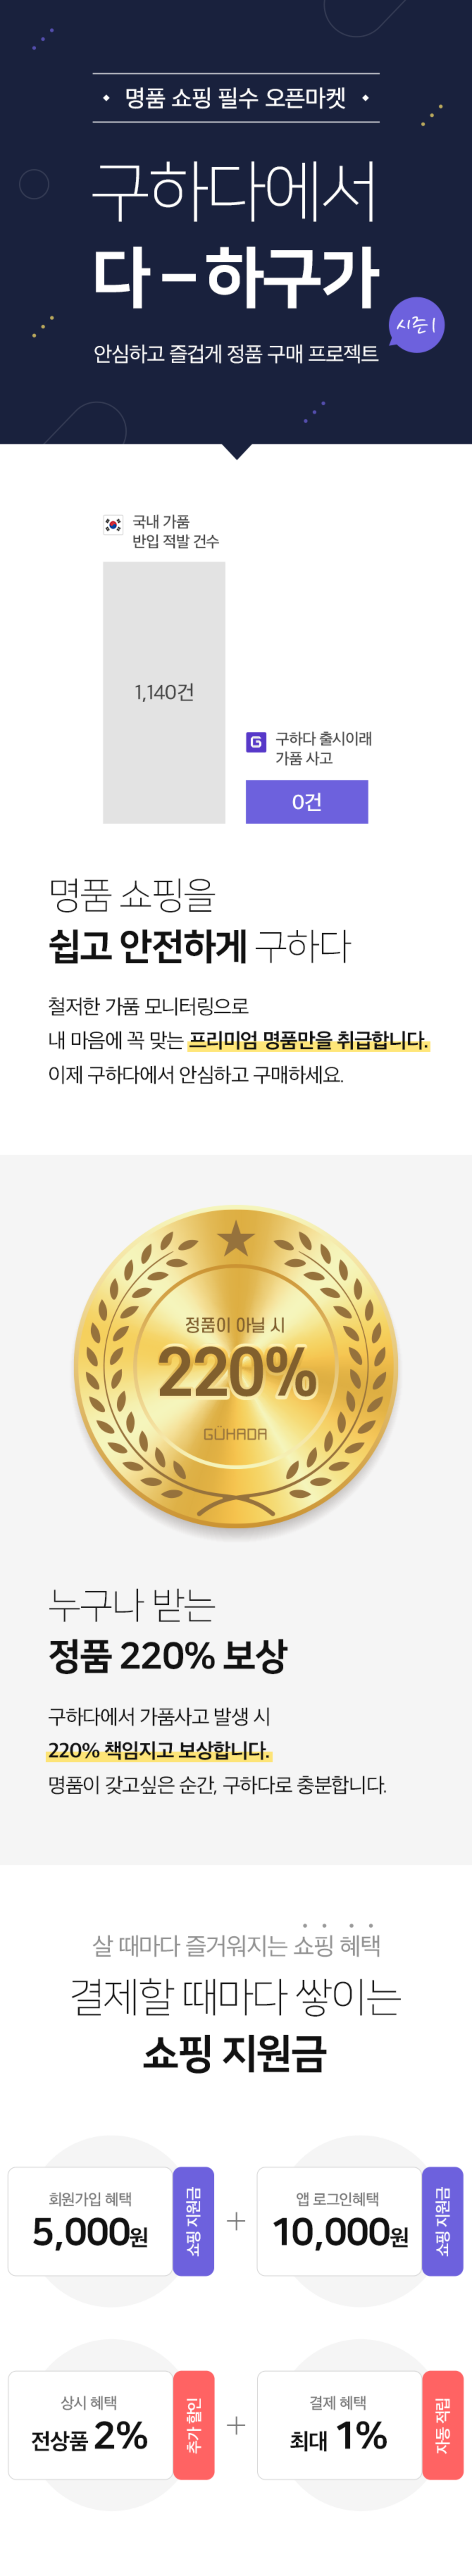 명품 쇼핑 필수 오픈마켓
구하다에서
다-하구가
시즌1
안심하고 즐겁게 정품 구매 프로젝트
국내 가품
반입 적발 건수
1,140건
G
구하다 출시이래
가품 사고
0건
명품 쇼핑을
쉽고 안전하게 구하다
철저한 가품 모니터링으로
내 마음에 꼭 맞는 프리미엄 명품만을 취급합니다.
이제 구하다에서 안심하고 구매하세요.
정품이 아닐 시
220%
GÜHADA
누구나 받는
정품 220% 보상
구하다에서 가품사고 발생 시
220% 책임지고 보상합니다.
명품이 갖고싶은 순간, 구하다로 충분합니다.
살 때마다 즐거워지는 쇼핑 혜택
결제할 때마다 쌓이는
쇼핑 지원금
회원가입 혜택
5,000원
쇼핑 지원금
+
앱 로그인혜택
10,000원
쇼핑 지원금
상시 혜택
전상품 2%
추가 할인
+
결제 혜택
최대 1%
자동 적립